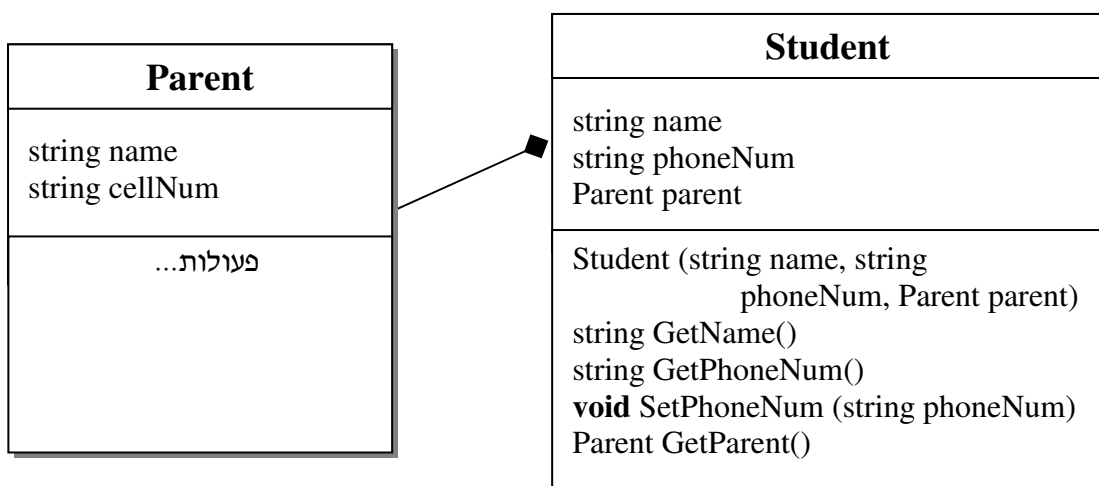 Parent
string name
string cellNum
פעולות...
Student
string name
string phoneNum
Parent parent
Student (string name, string
phoneNum, Parent parent)
string GetName()
string GetPhoneNum()
void SetPhoneNum (string phoneNum)
Parent GetParent()